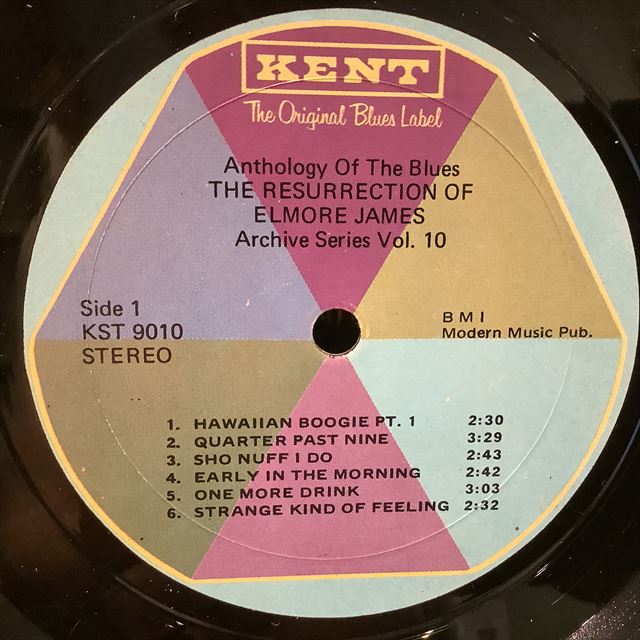 KENT
The Original Blues Label
Anthology Of The Blues
THE RESURRECTION OF
ELMORE JAMES
Archive Series Vol. 10
Side 1
KST 9010
STEREO
B M I
Modern Music Pub.
1. HAWAIIAN BOOGIE PT. 1 2:30
2. QUARTER PAST NINE 3:29
3. SHO NUFF I DO 2:43
4. EARLY IN THE MORNING 2:42
5. ONE MORE DRINK 3:03
6. STRANGE KIND OF FEELING 2:32